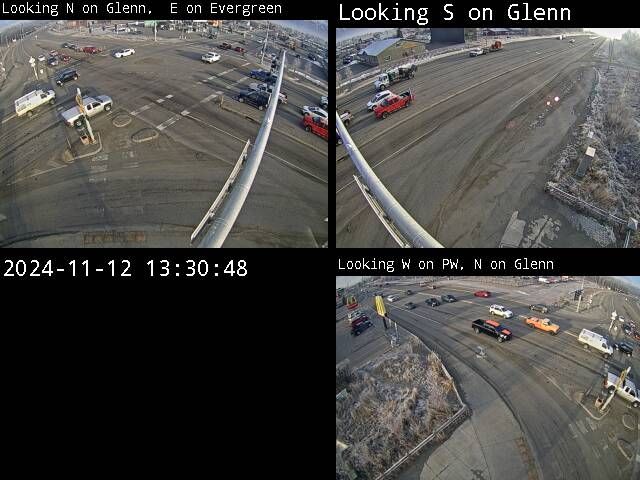 Looking N on Glenn,  E on Evergreen
Looking S on Glenn
2024-11-12 13:30:48
Looking W on PW, N on Glenn